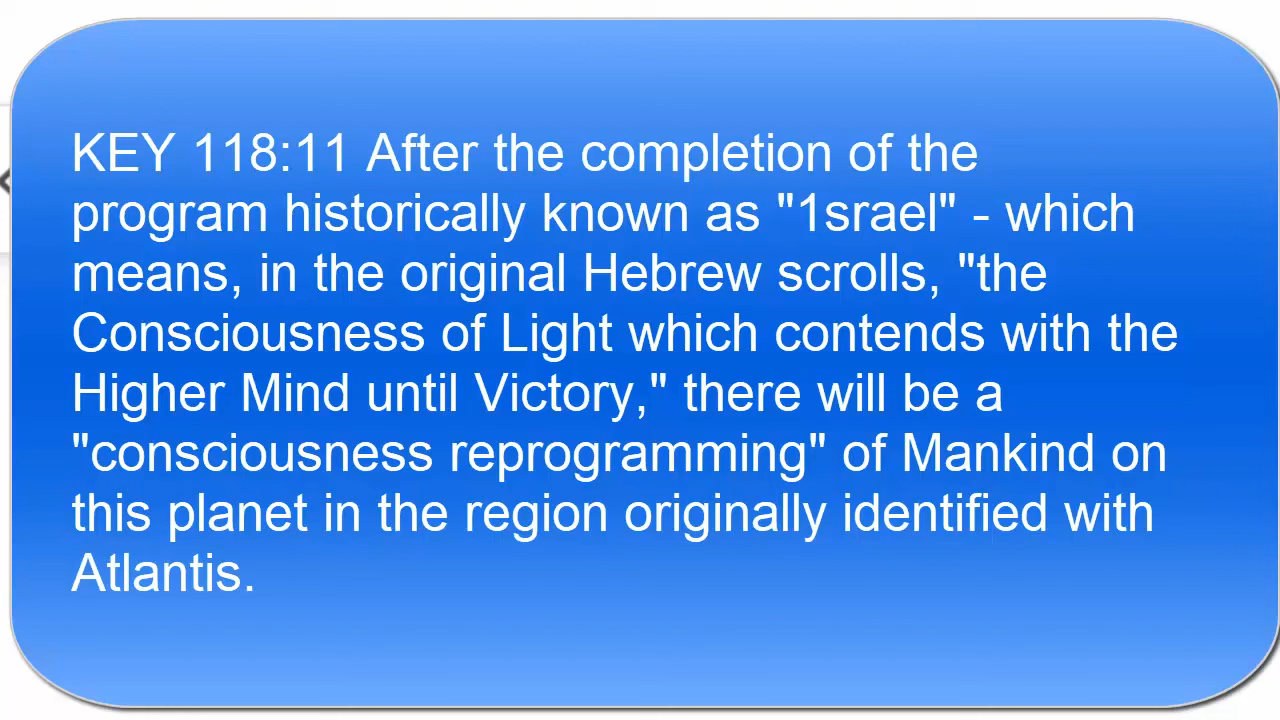 KEY 118:11 After the completion of the
program historically known as "1srael" - which
means, in the original Hebrew scrolls, "the
Consciousness of Light which contends with the
Higher Mind until Victory," there will be a
"consciousness reprogramming" of Mankind on
this planet in the region originally identified with
Atlantis.